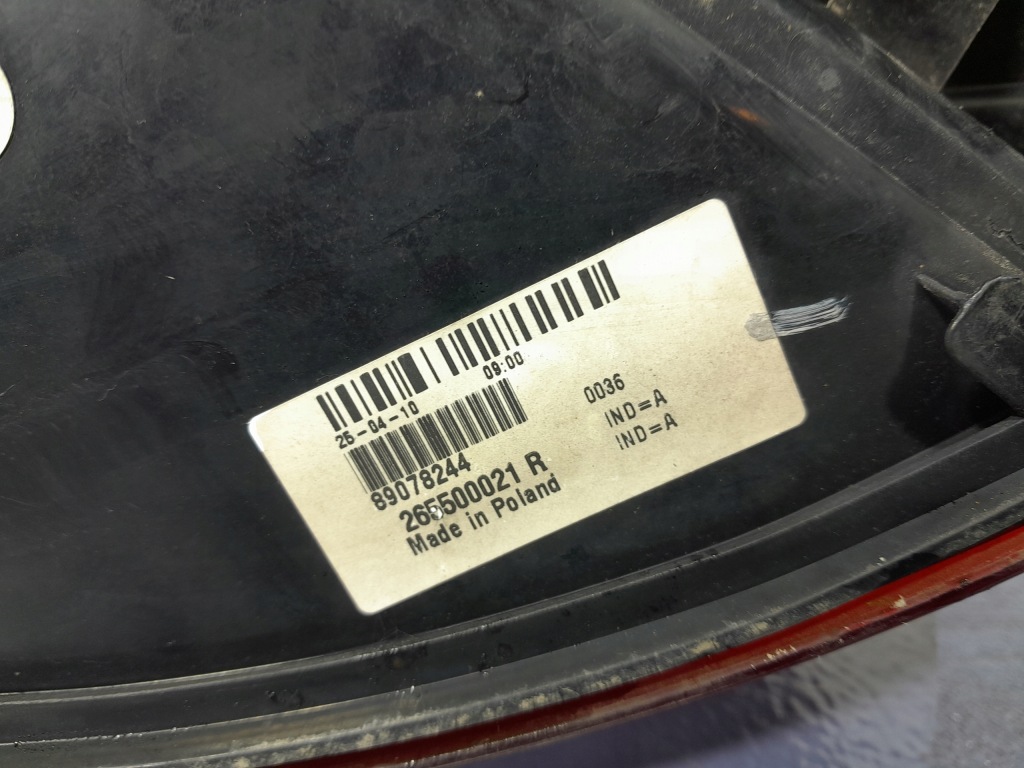 25-04-10 09:00
89078244
0036
265500021 R
IND=A
Made in Poland
IND=A